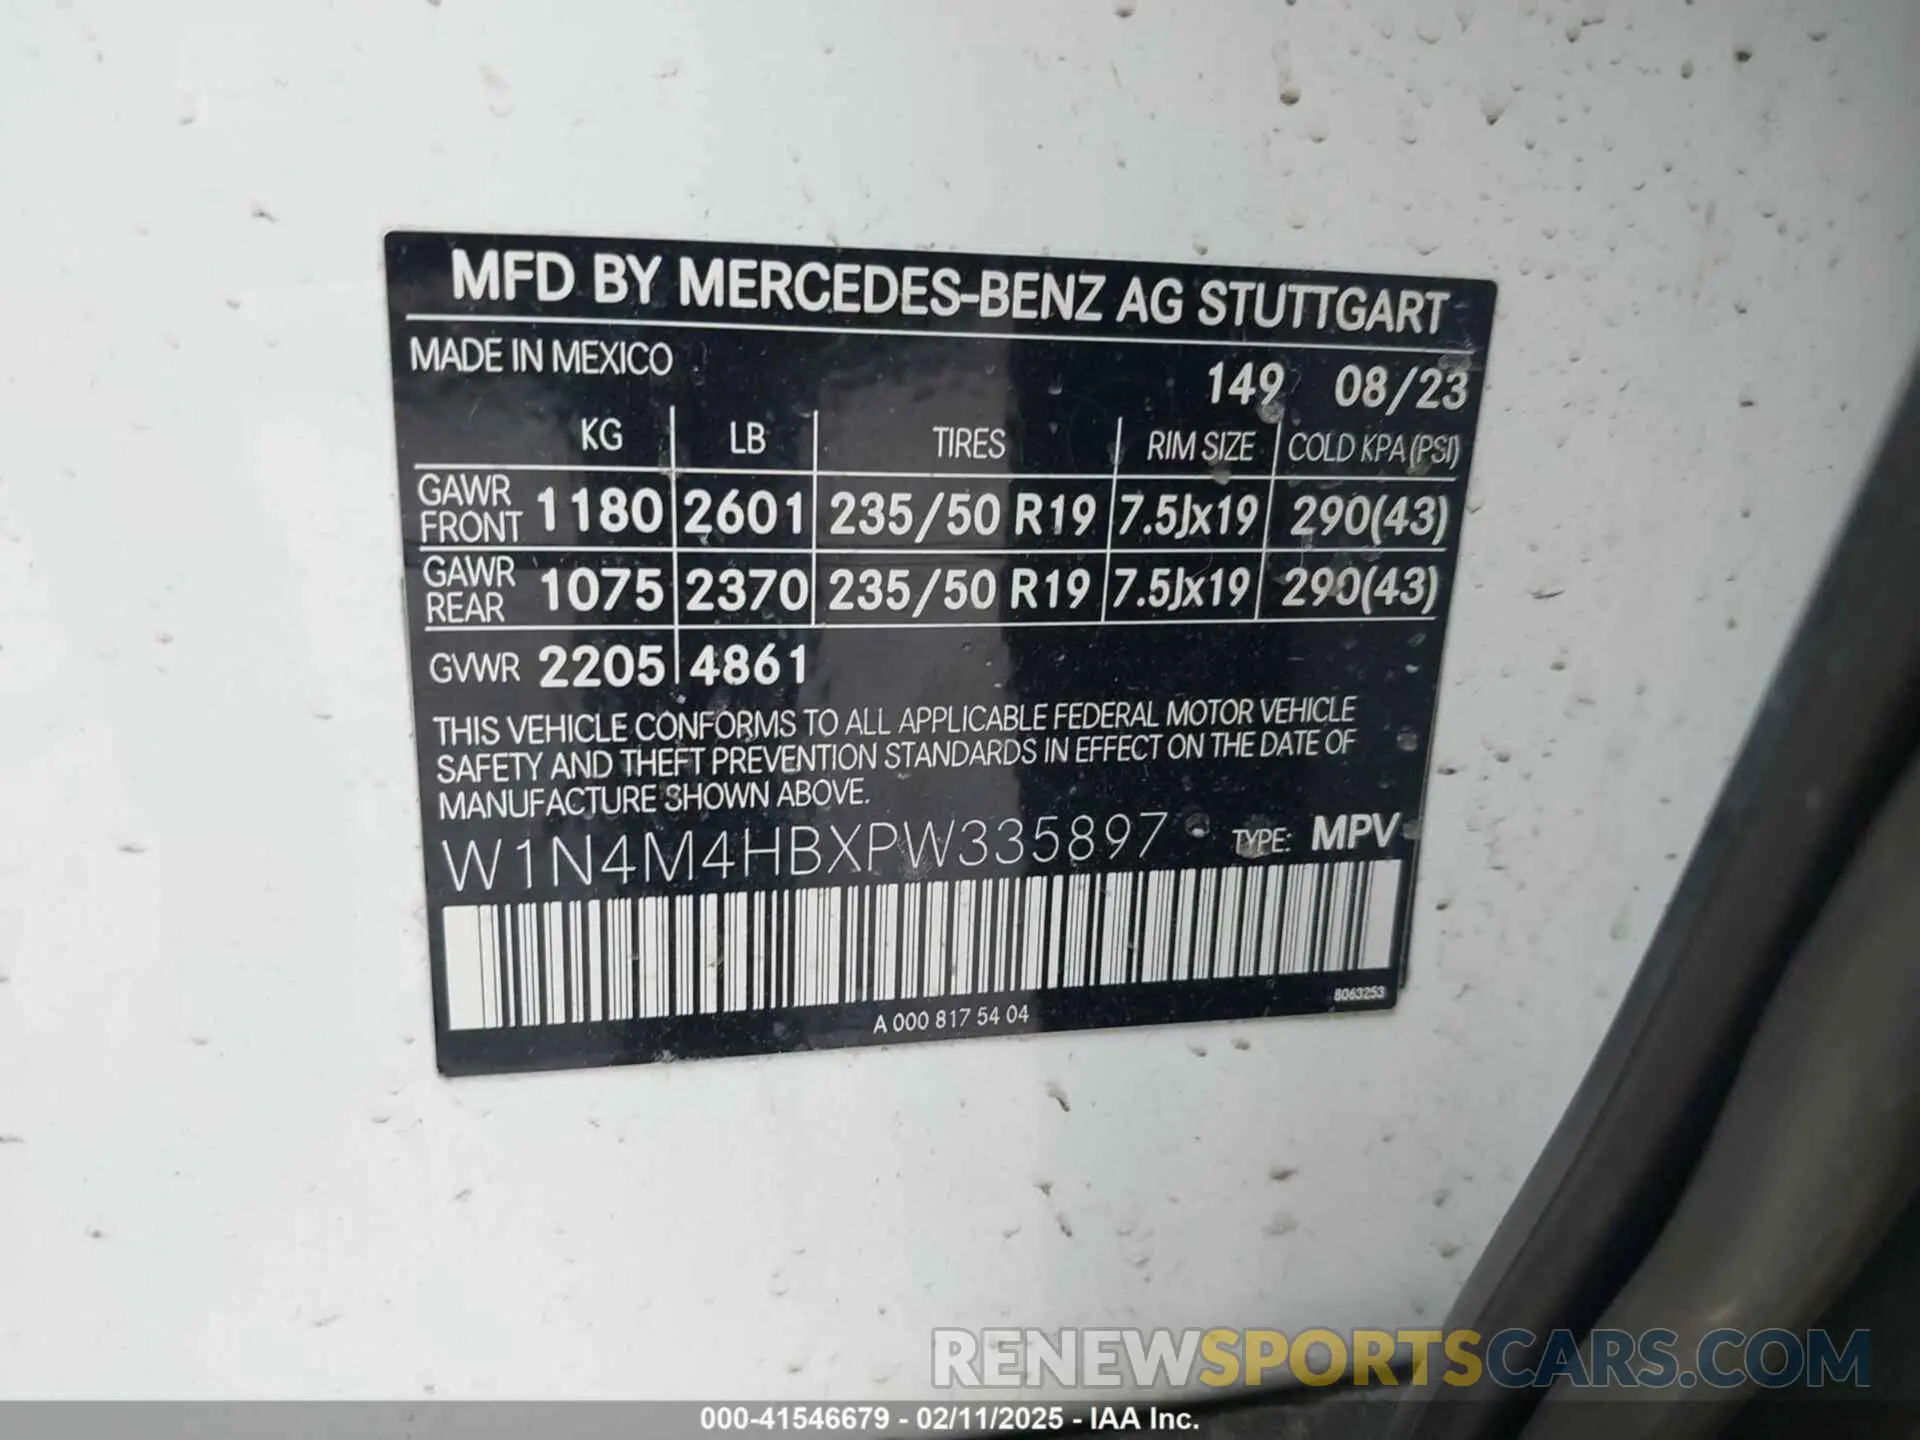 MFD BY MERCEDES-BENZ AG STUTTGART
MADE IN MEXICO
149 08/23
KG LB TIRES RIM SIZE COLD KPA (PSI)
GAWR FRONT 1180 2601 235/50 R19 7.5Jx19 290(43)
GAWR REAR 1075 2370 235/50 R19 7.5Jx19 290(43)
GVWR 2205 4861
THIS VEHICLE CONFORMS TO ALL APPLICABLE FEDERAL MOTOR VEHICLE
SAFETY AND THEFT PREVENTION STANDARDS IN EFFECT ON THE DATE OF
MANUFACTURE SHOWN ABOVE.
W1N4M4HBXPW335897 TYPE: MPV
8063253
A 000 817 54 04
RENEWSPORTSCARS.COM
000-41546679 - 02/11/2025 - IAA Inc.